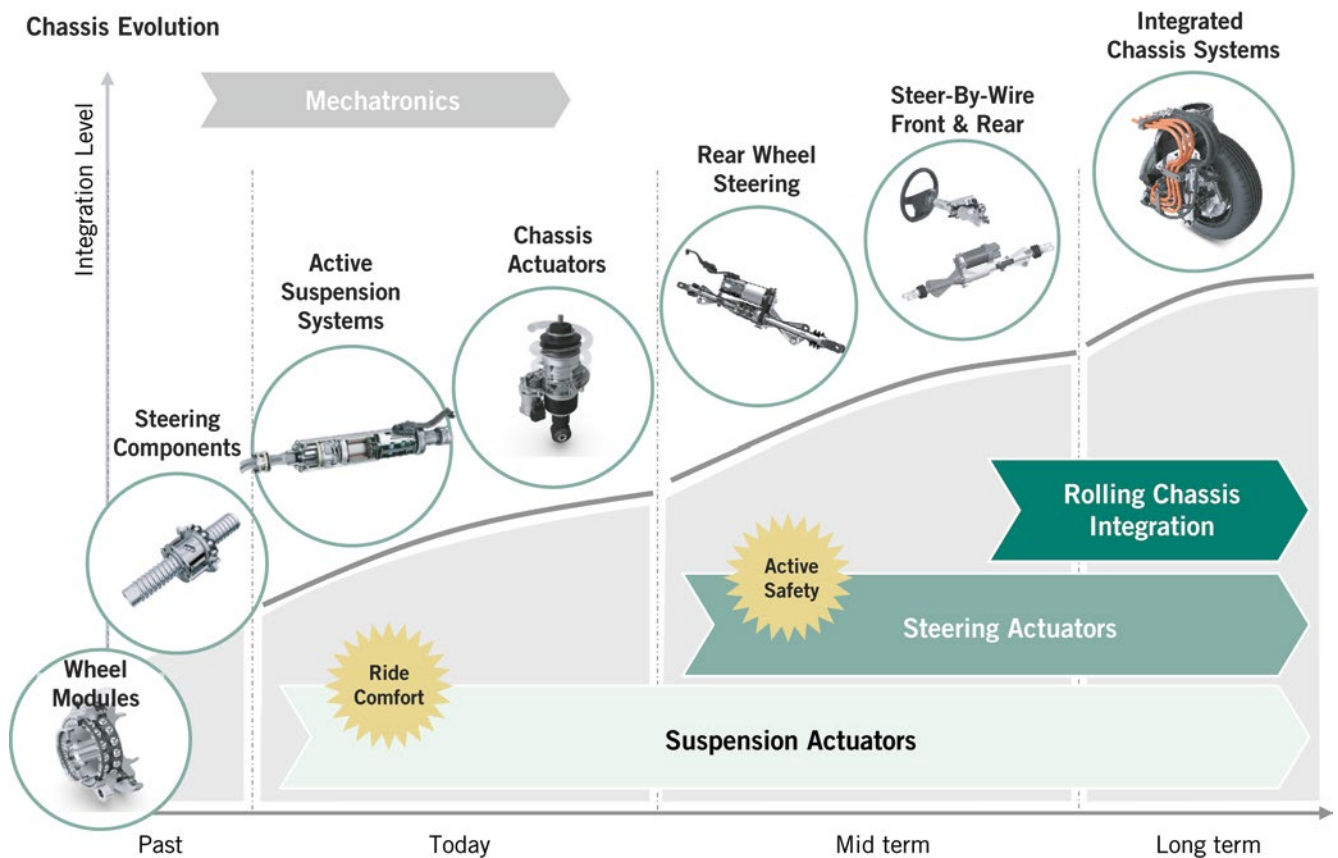 Chassis Evolution
Integration Level
Mechatronics
Wheel
Modules
Steering
Components
Active
Suspension
Systems
Chassis
Actuators
Rear Wheel
Steering
Steer-By-Wire
Front & Rear
Integrated
Chassis Systems
Rolling Chassis
Integration
Active
Safety
Steering Actuators
Ride
Comfort
Suspension Actuators
Past
Today
Mid term
Long term